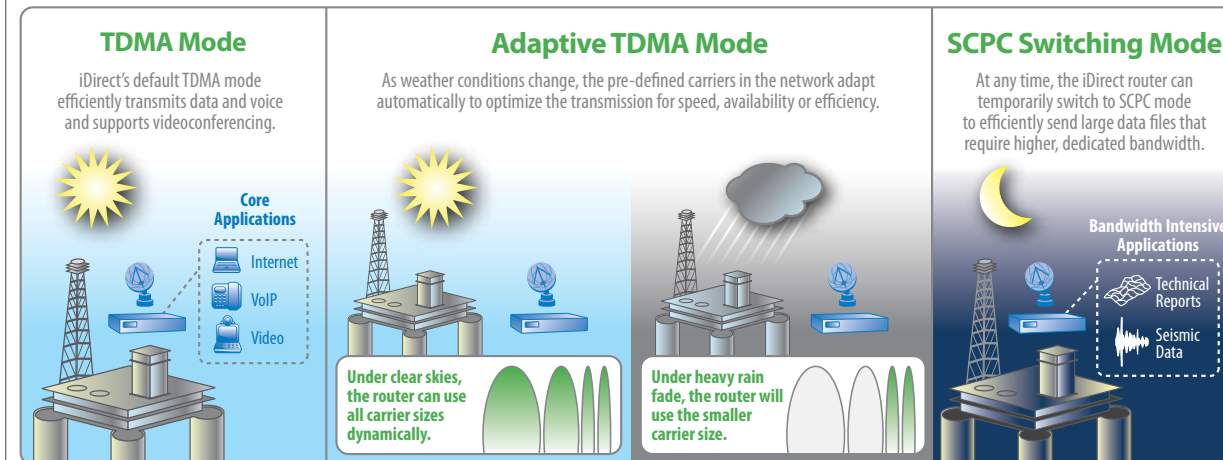 TDMA Mode
iDirect's default TDMA mode
efficiently transmits data and voice
and supports videoconferencing.
Core
Applications
Internet
VoIP
Video
Adaptive TDMA Mode
As weather conditions change, the pre-defined carriers in the network adapt
automatically to optimize the transmission for speed, availability or efficiency.
Under clear skies,
the router can use
all carrier sizes
dynamically.
Under heavy rain
fade, the router will
use the smaller
carrier size.
SCPC Switching Mode
At any time, the iDirect router can
temporarily switch to SCPC mode
to efficiently send large data files that
require higher, dedicated bandwidth.
Bandwidth Intensive
Applications
Technical
Reports
Seismic
Data